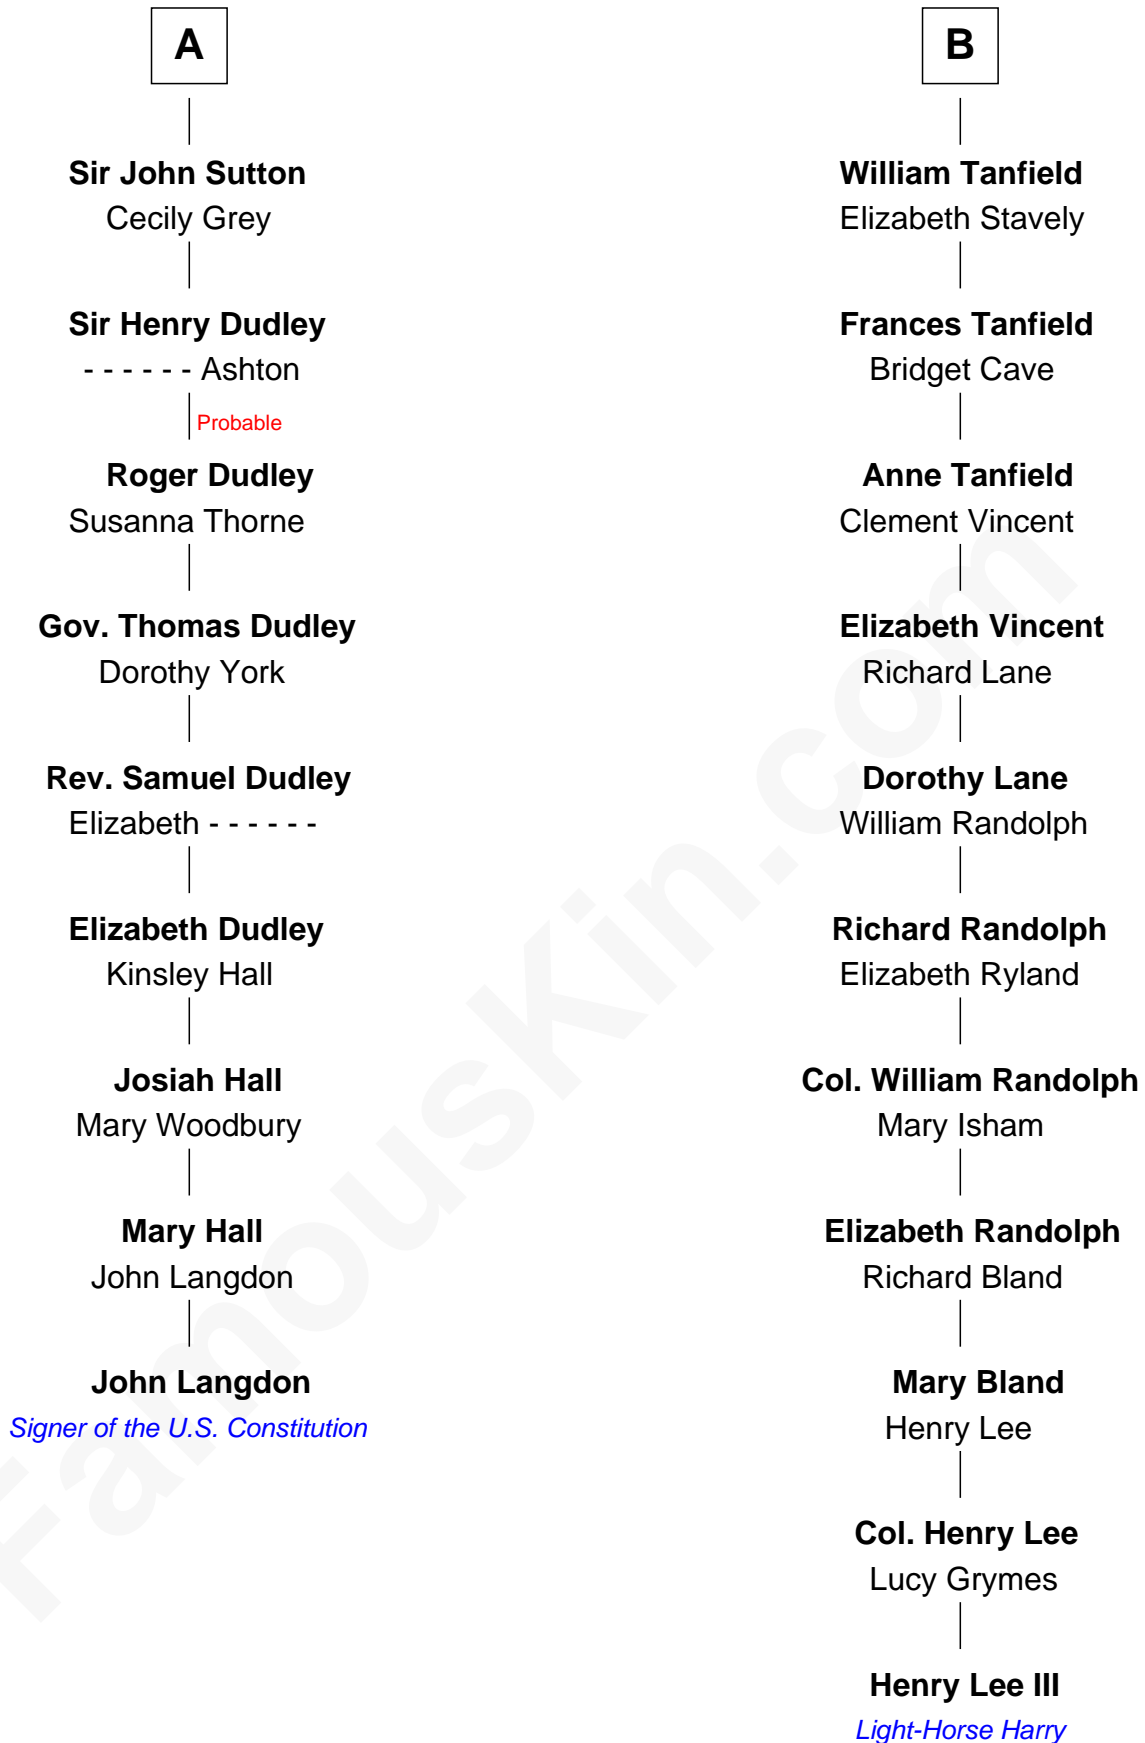 A
Sir John Sutton
Cecily Grey
Sir Henry Dudley
- - - - - - Ashton
Probable
Roger Dudley
Susanna Thorne
Gov. Thomas Dudley
Dorothy York
Rev. Samuel Dudley
Elizabeth - - - - - -
Elizabeth Dudley
Kinsley Hall
Josiah Hall
Mary Woodbury
Mary Hall
John Langdon
John Langdon
Signer of the U.S. Constitution
B
William Tanfield
Elizabeth Stavely
Frances Tanfield
Bridget Cave
Anne Tanfield
Clement Vincent
Elizabeth Vincent
Richard Lane
Dorothy Lane
William Randolph
Richard Randolph
Elizabeth Ryland
Col. William Randolph
Mary Isham
Elizabeth Randolph
Richard Bland
Mary Bland
Henry Lee
Col. Henry Lee
Lucy Grymes
Henry Lee III
Light-Horse Harry
FamousKin.com